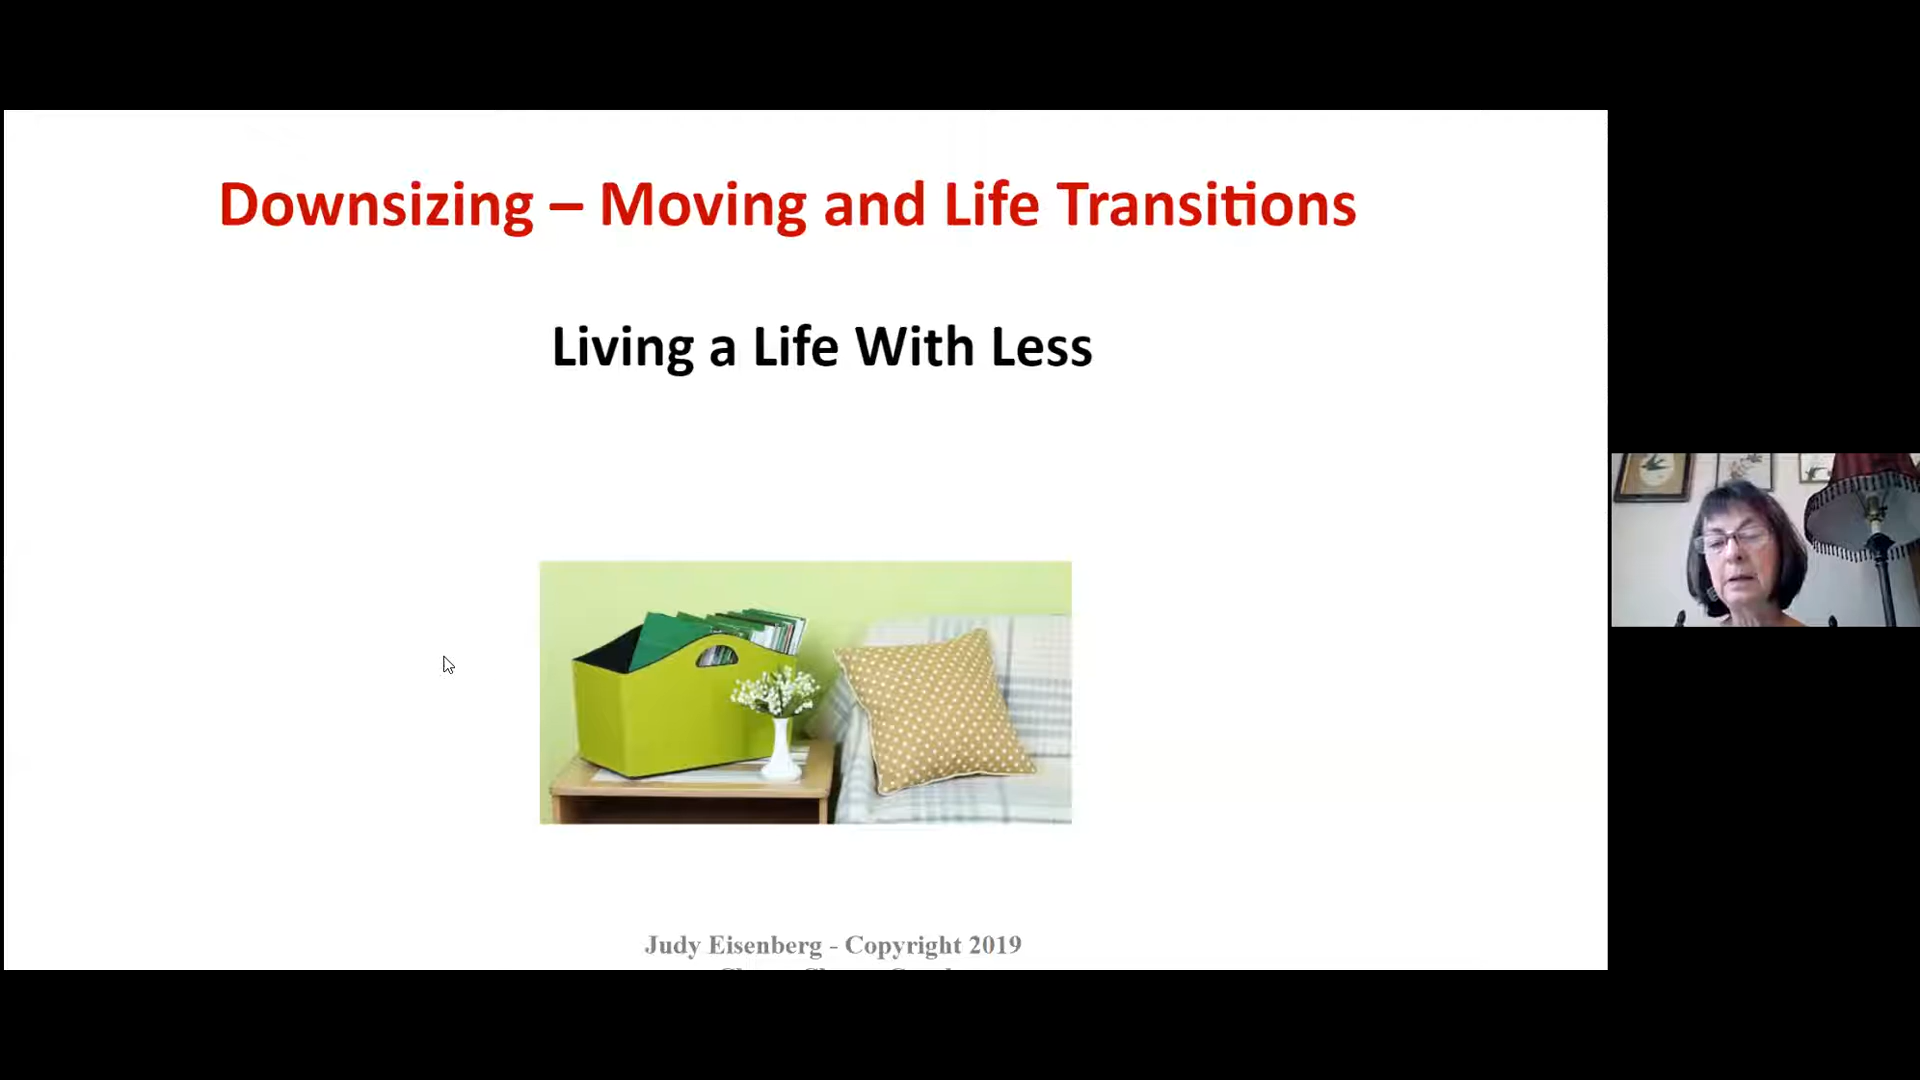 Downsizing – Moving and Life Transitions
Living a Life With Less
Judy Eisenberg - Copyright 2019